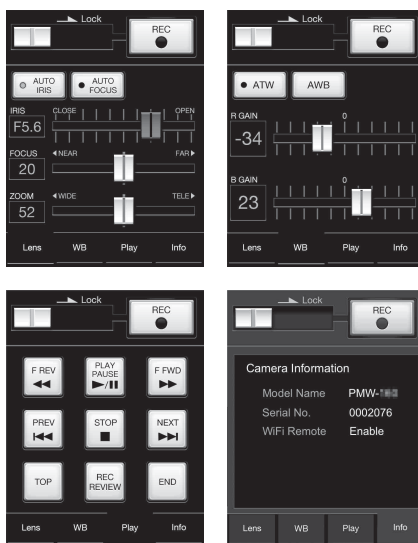 Lock
REC
AUTO IRIS
AUTO FOCUS
IRIS
CLOSE
OPEN
F5.6
FOCUS
NEAR
FAR
20
ZOOM
WIDE
TELE
52
Lens WB Play Info
Lock
REC
ATW
AWB
R GAIN
0
-34
B GAIN
0
23
Lens WB Play Info
Lock
REC
F REV
PLAY PAUSE
F FWD
PREV
STOP
NEXT
TOP
REC REVIEW
END
Lens WB Play Info
Lock
REC
Camera Information
Model Name PMW-
Serial No. 0002076
WiFi Remote Enable
Lens WB Play Info